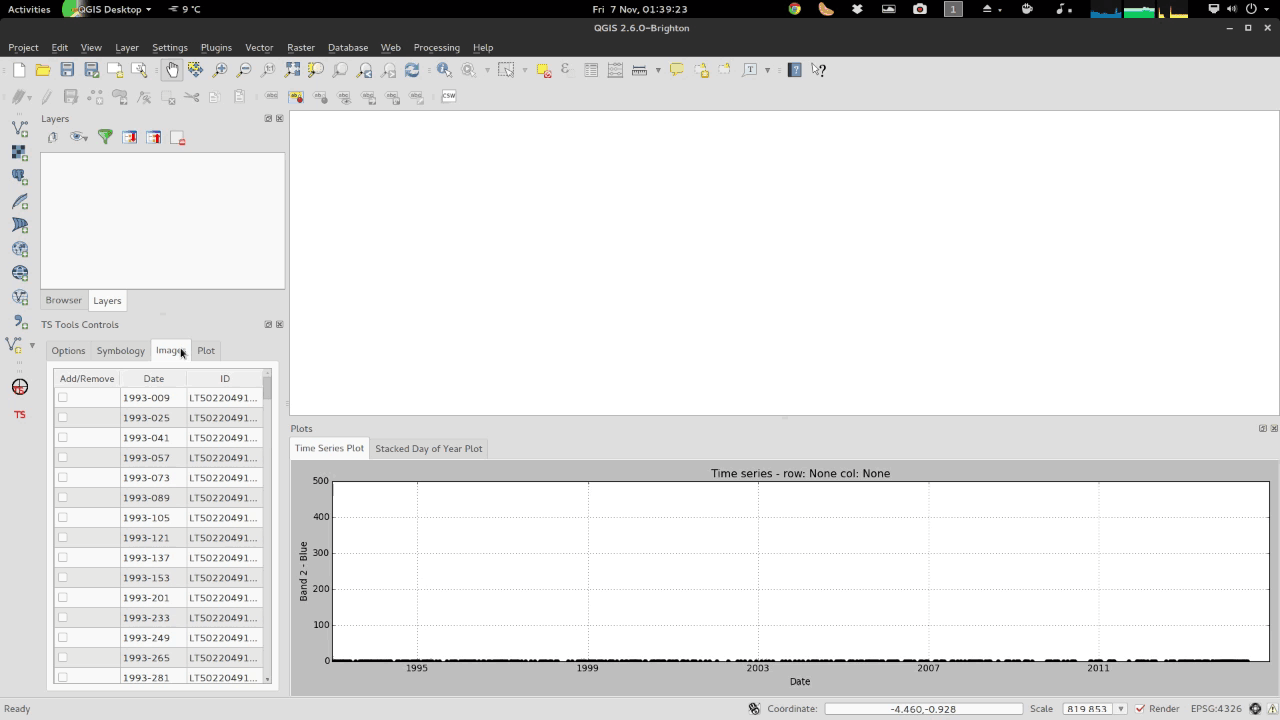 Activities QGIS Desktop 9 °C Fri 7 Nov, 01:39:23 1
QGIS 2.6.0-Brighton
Project Edit View Layer Settings Plugins Vector Raster Database Web Processing Help
CSW
Layers
Browser Layers
TS Tools Controls
Options Symbology Images Plot
Add/Remove Date ID
1993-009 LT50220491...
1993-025 LT50220491...
1993-041 LT50220491...
1993-057 LT50220491...
1993-073 LT50220491...
1993-089 LT50220491...
1993-105 LT50220491...
1993-121 LT50220491...
1993-137 LT50220491...
1993-153 LT50220491...
1993-201 LT50220491...
1993-233 LT50220491...
1993-249 LT50220491...
1993-265 LT50220491...
1993-281 LT50220491...
TS
Plots
Time Series Plot Stacked Day of Year Plot
Time series - row: None col: None
500
400
300
200
100
0
Band 2 - Blue
1995 1999 2003 2007 2011
Date
Ready Coordinate: -4.460,-0.928 Scale 819 853 Render EPSG:4326